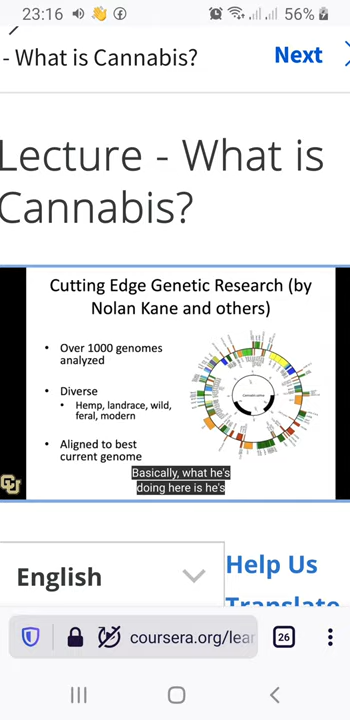 23:16
56%
- What is Cannabis?
Next
Lecture - What is
Cannabis?
Cutting Edge Genetic Research (by
Nolan Kane and others)
• Over 1000 genomes
analyzed
• Diverse
• Hemp, landrace, wild,
feral, modern
• Aligned to best
current genome
Basically, what he's
doing here is he's
CU
English
Help Us
Translate
coursera.org/lear
26